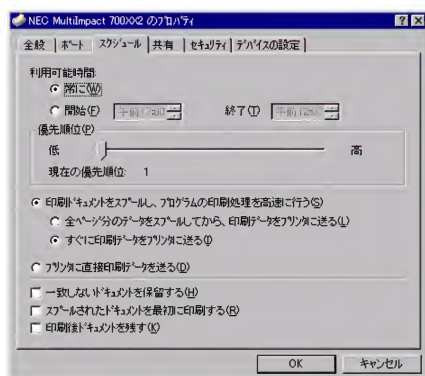 NEC MultiImpact 700XX2 のプロパティ
全般 ポート スケジュール 共有 セキュリティ デバイスの設定
利用可能時間:
常に(W)
開始(F) 午前 12:00 終了(T) 午前 12:00
優先順位(P)
低 高
現在の優先順位: 1
印刷ドキュメントをスプールし、プログラムの印刷処理を高速に行う(S)
全ページ分のデータをスプールしてから、印刷データをプリンタに送る(L)
すぐに印刷データをプリンタに送る(I)
プリンタに直接印刷データを送る(D)
一致しないドキュメントを保留する(H)
スプールされたドキュメントを最初に印刷する(R)
印刷後ドキュメントを残す(K)
OK キャンセル